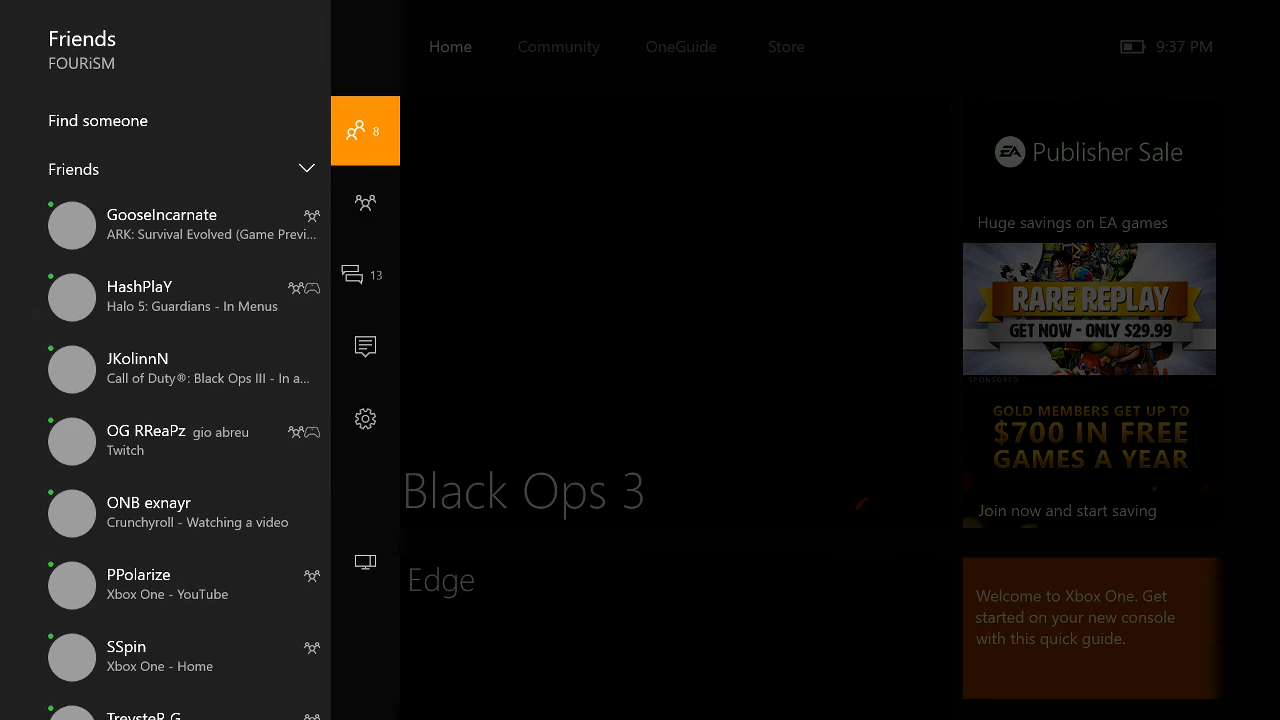 Friends
FOURiSM
Find someone
Friends
GooseIncarnate
ARK: Survival Evolved (Game Previ...
HashPlaY
Halo 5: Guardians - In Menus
JKolinnN
Call of Duty®: Black Ops III - In a...
OG RReaPz gio abreu
Twitch
ONB exnayr
Crunchyroll - Watching a video
PPolarize
Xbox One - YouTube
SSpin
Xbox One - Home
TreysteR G
8
13
Home Community OneGuide Store
9:37 PM
Black Ops 3
Edge
EA Publisher Sale
Huge savings on EA games
RARE REPLAY
GET NOW - ONLY $29.99
SPONSORED
GOLD MEMBERS GET UP TO
$700 IN FREE
GAMES A YEAR
Join now and start saving
Welcome to Xbox One. Get
started on your new console
with this quick guide.